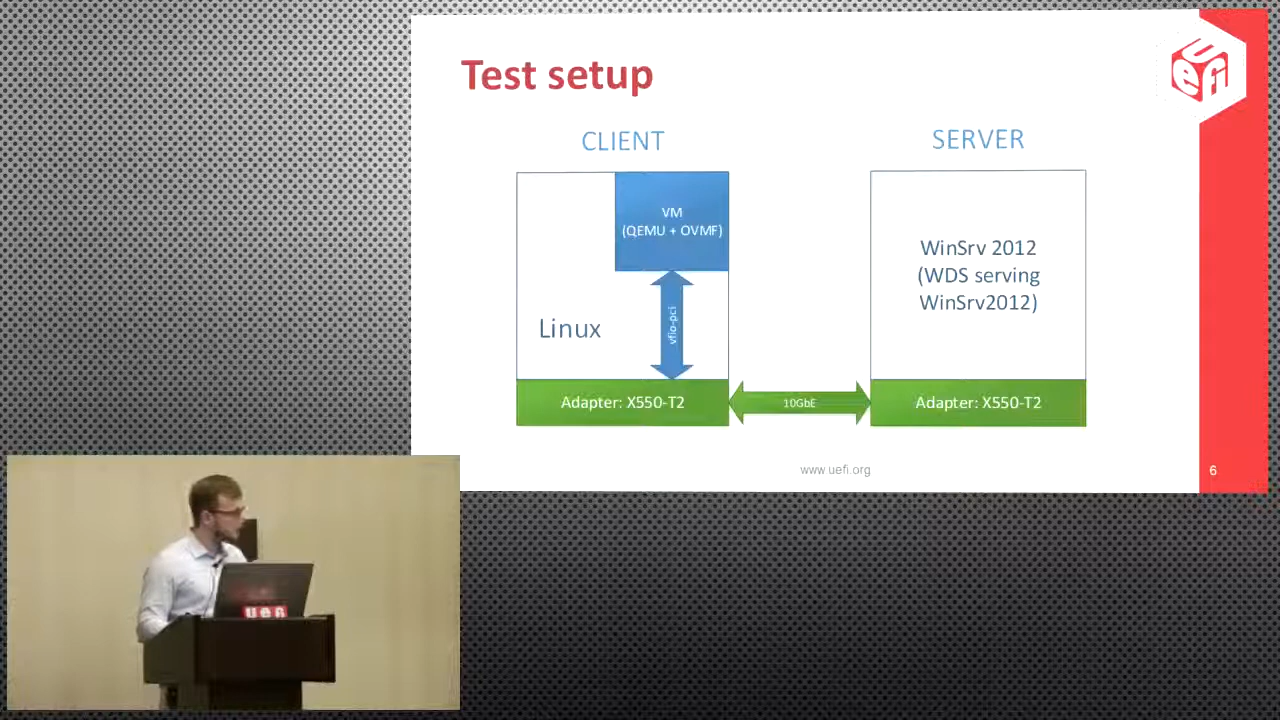 Test setup
uefi
CLIENT
SERVER
VM
(QEMU + OVMF)
WinSrv 2012
(WDS serving
WinSrv2012)
vfio-pci
Linux
Adapter: X550-T2
10GbE
Adapter: X550-T2
www.uefi.org
6
uefi